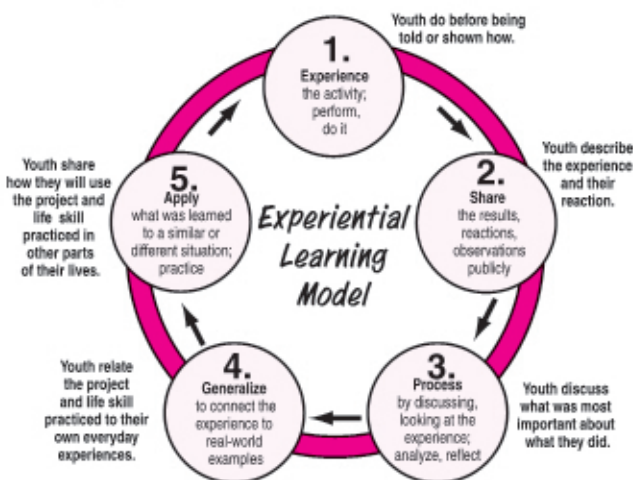 1.
Experience
the activity;
perform,
do it
Youth do before being
told or shown how.
2.
Share
the results,
reactions,
observations
publicly
Youth describe
the experience
and their
reaction.
3.
Process
by discussing,
looking at the
experience;
analyze, reflect
Youth discuss
what was most
important about
what they did.
4.
Generalize
to connect the
experience to
real-world
examples
Youth relate
the project
and life skill
practiced to their
own everyday
experiences.
5.
Apply
what was learned
to a similar or
different situation;
practice
Youth share
how they will use
the project and
life skill
practiced in
other parts
of their lives.
Experiential
Learning
Model